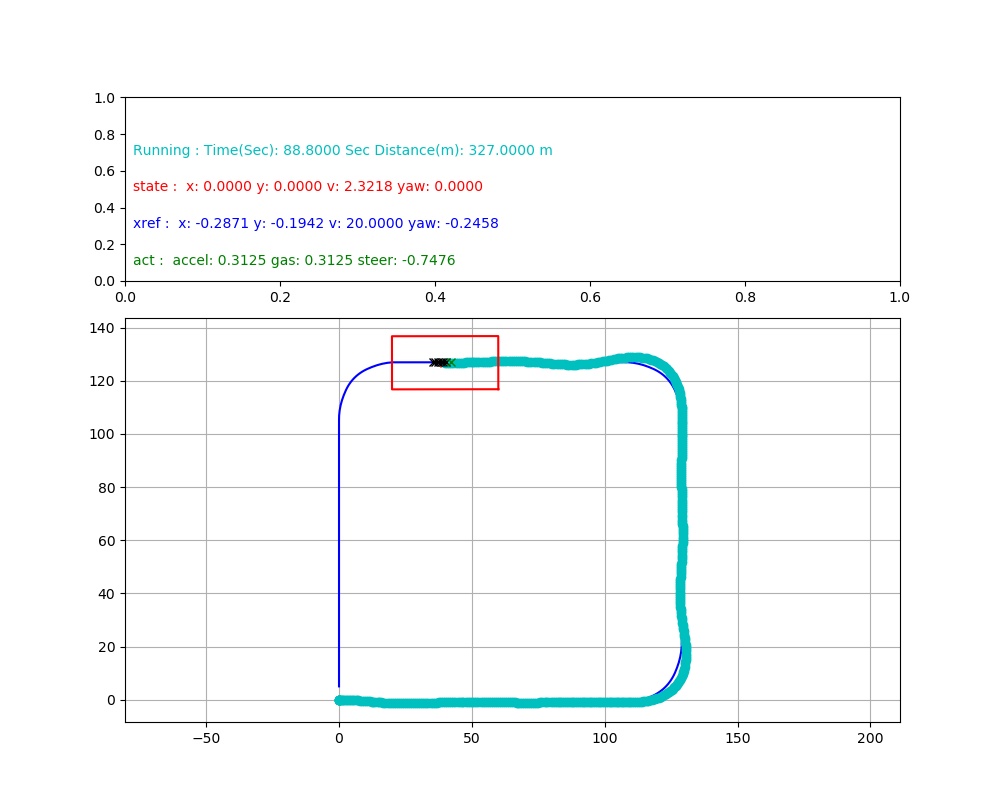 1.0
0.8
Running : Time(Sec): 88.8000 Sec Distance(m): 327.0000 m
0.6
state :  x: 0.0000 y: 0.0000 v: 2.3218 yaw: 0.0000
0.4
xref :  x: -0.2871 y: -0.1942 v: 20.0000 yaw: -0.2458
0.2
act :  accel: 0.3125 gas: 0.3125 steer: -0.7476
0.0
0.0 0.2 0.4 0.6 0.8 1.0
140
120
100
80
60
40
20
0
−50 0 50 100 150 200